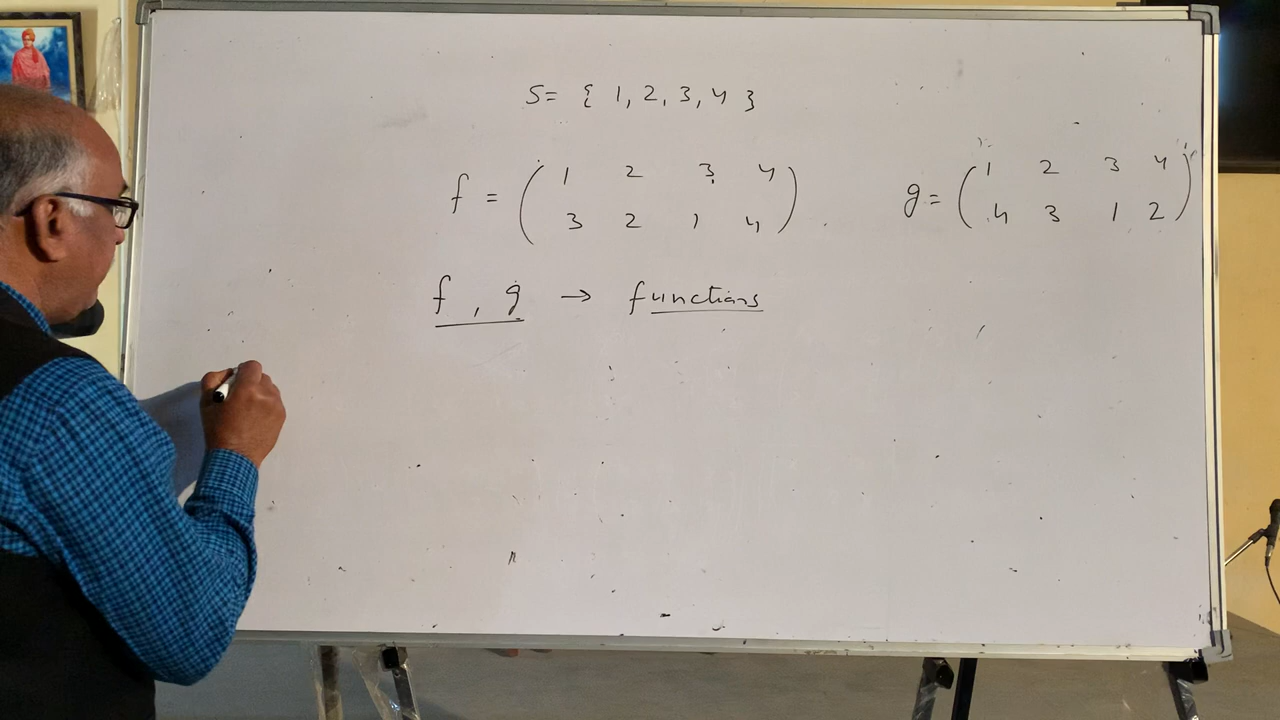 S = { 1, 2, 3, 4 }
f = ( 1 2 3 4 g = ( 1 2 3 4
3 2 1 4 ) . 4 3 1 2 )
f , g → functions